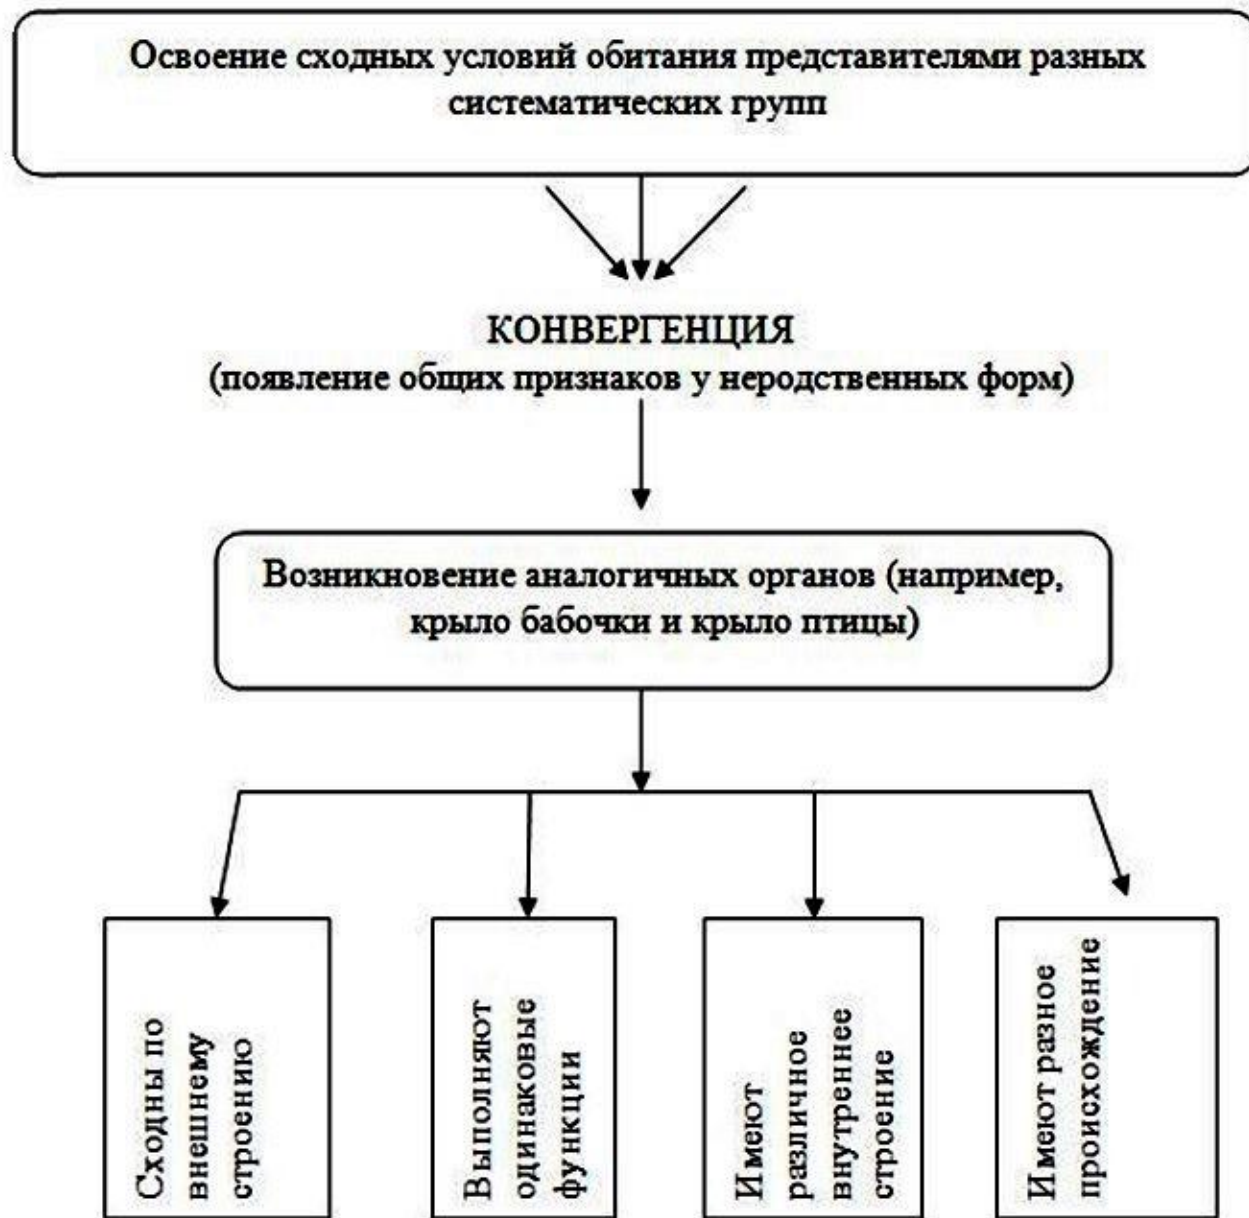 Освоение сходных условий обитания представителями разных
систематических групп
КОНВЕРГЕНЦИЯ
(появление общих признаков у неродственных форм)
Возникновение аналогичных органов (например,
крыло бабочки и крыло птицы)
Сходны по
внешнему
строению
Выполняют
одинаковые
функции
Имеют
различное
внутреннее
строение
Имеют разное
происхождение